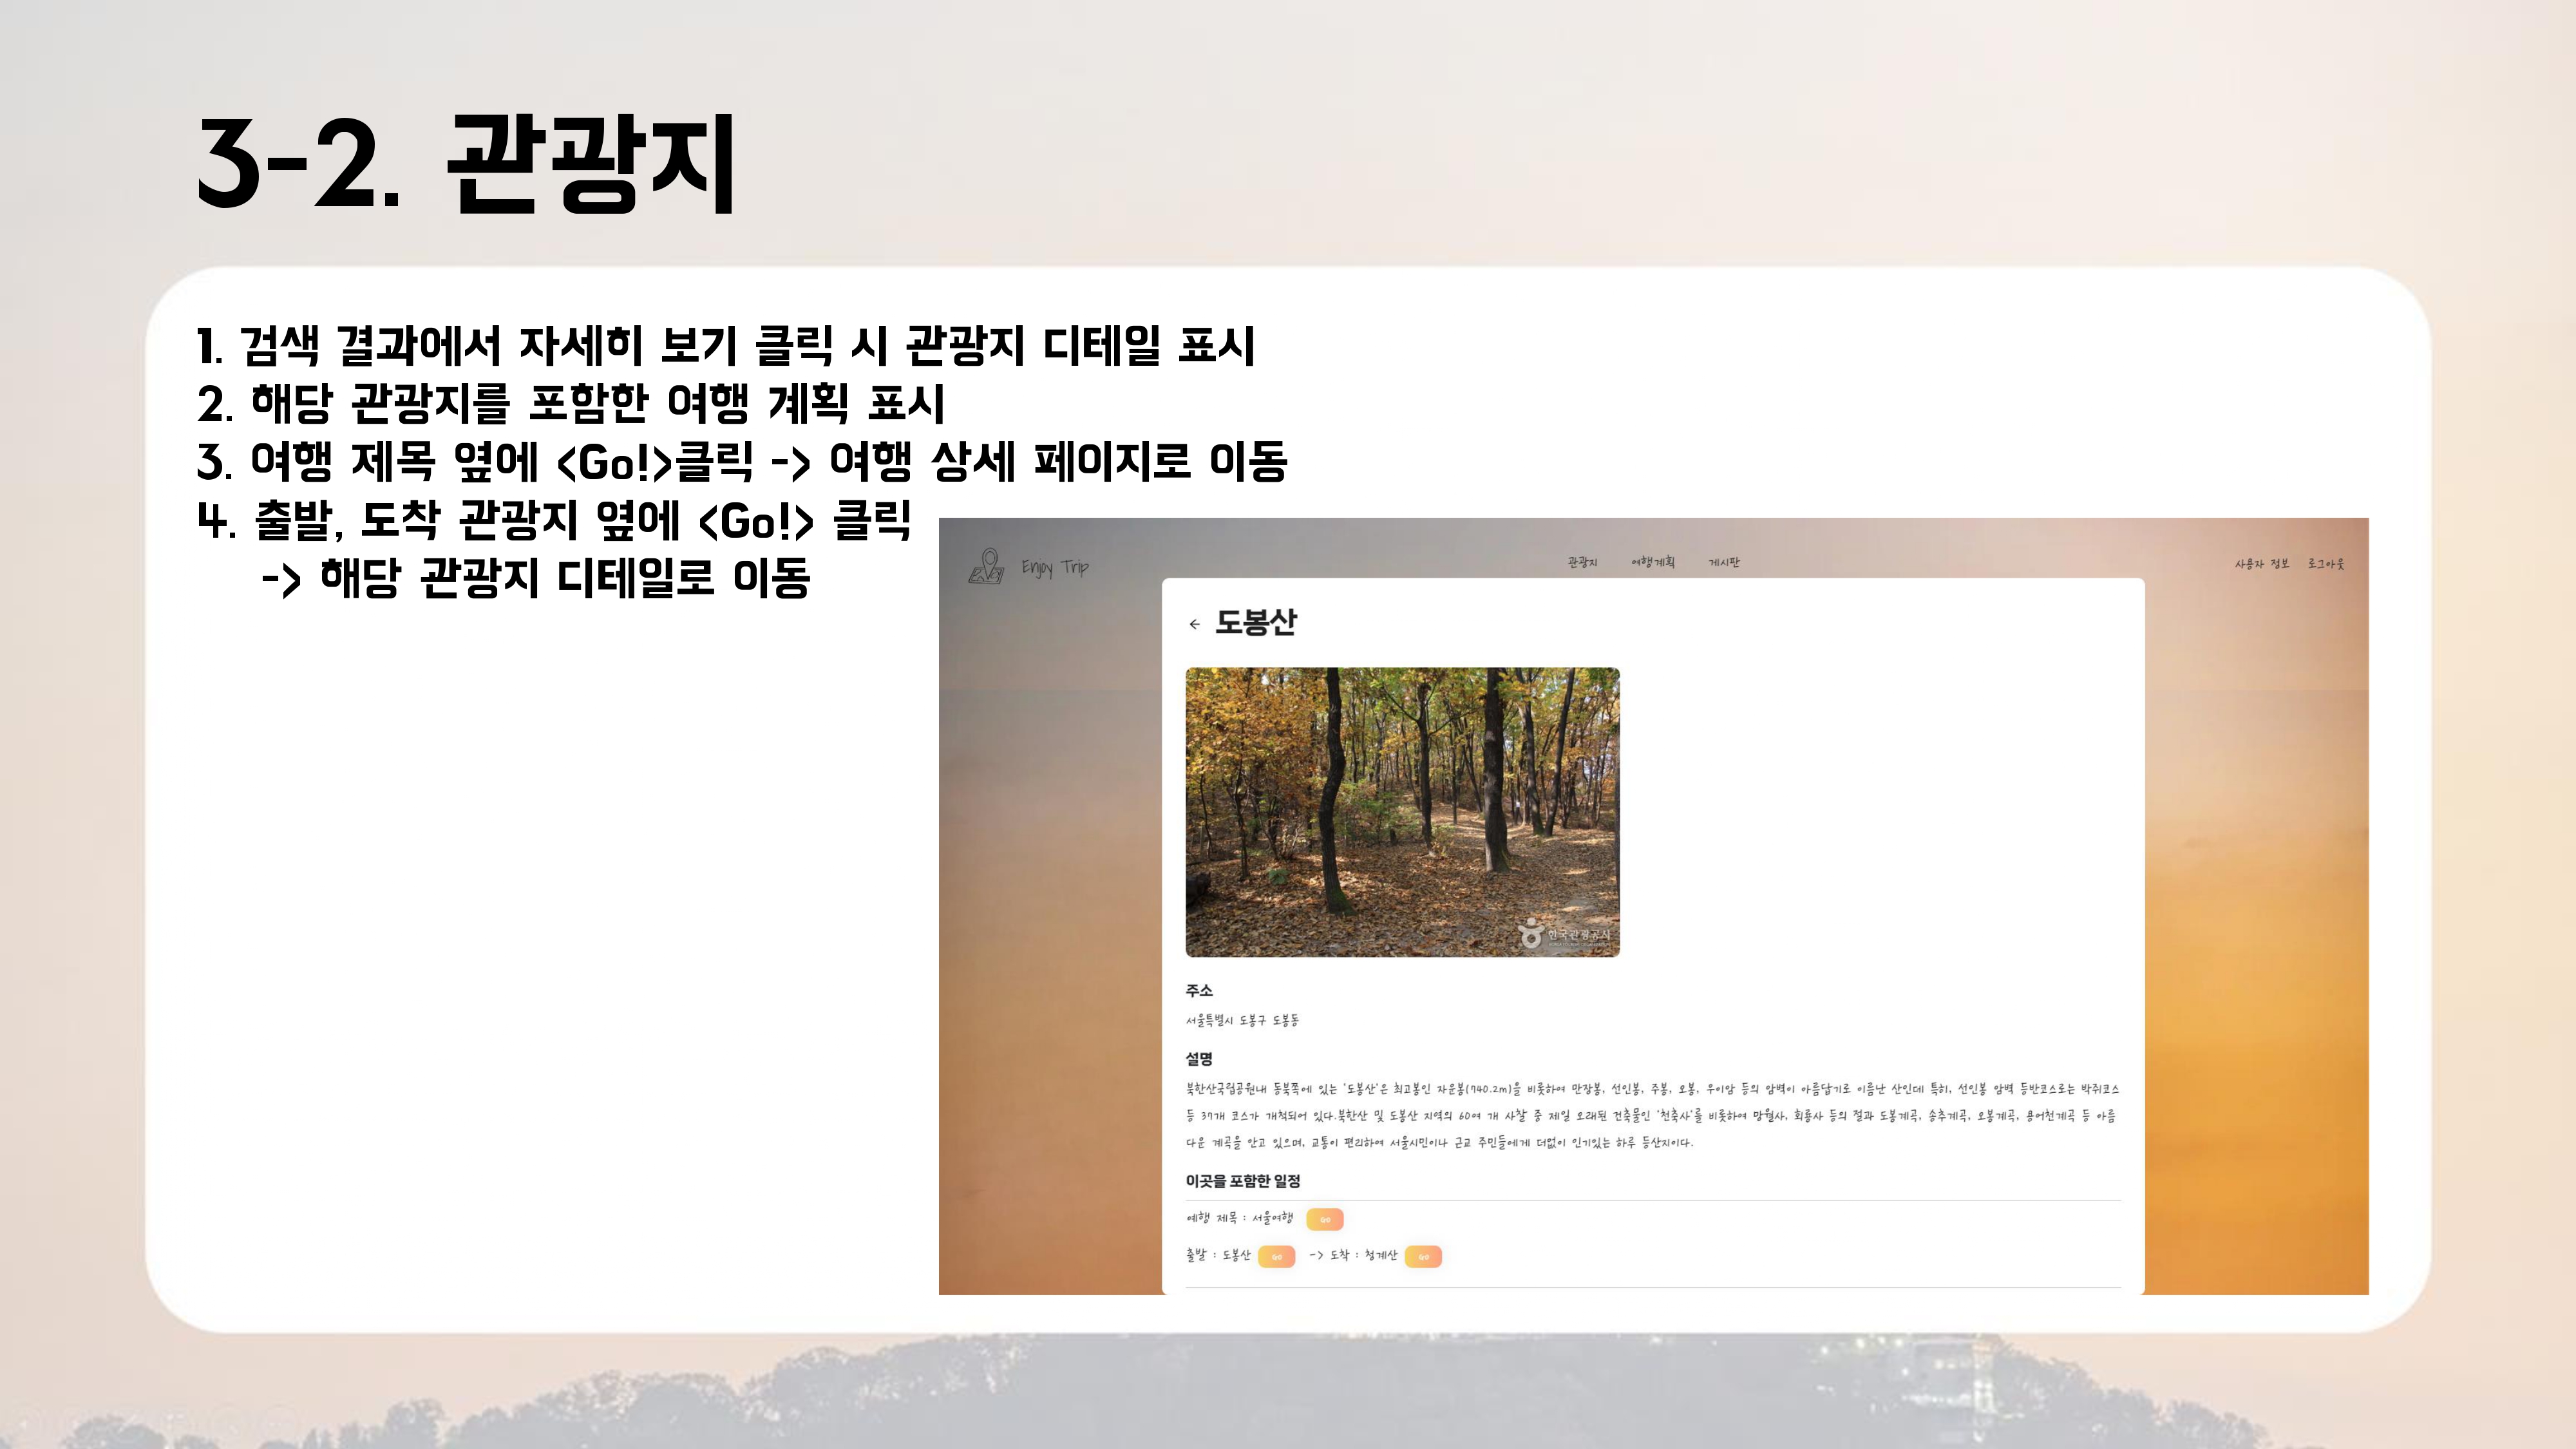 3-2. 관광지
1. 검색 결과에서 자세히 보기 클릭 시 관광지 디테일 표시
2. 해당 관광지를 포함한 여행 계획 표시
3. 여행 제목 옆에 <Go!>클릭 -> 여행 상세 페이지로 이동
4. 출발, 도착 관광지 옆에 <Go!> 클릭
-> 해당 관광지 디테일로 이동
Enjoy Trip
관광지 여행계획 게시판
사용자 정보 로그아웃
← 도봉산
한국관광공사
주소
서울특별시 도봉구 도봉동
설명
북한산국립공원내 동북쪽에 있는 '도봉산'은 최고봉인 자운봉(740.2m)을 비롯하여 만장봉, 선인봉, 주봉, 오봉, 우이암 등의 암벽이 아름답기로 이름난 산인데 특히, 선인봉 암벽 등반코스로는 박쥐코스
등 37개 코스가 개척되어 있다.북한산 및 도봉산 지역의 60여 개 사찰 중 제일 오래된 건축물인 '천축사'를 비롯하여 망월사, 회룡사 등의 절과 도봉계곡, 송추계곡, 오봉계곡, 용어천계곡 등 아름
다운 계곡을 안고 있으며, 교통이 편리하여 서울시민이나 근교 주민들에게 더없이 인기있는 하루 등산지이다.
이곳을 포함한 일정
예행 제목 : 서울여행 GO
출발 : 도봉산 GO -> 도착 : 청계산 GO